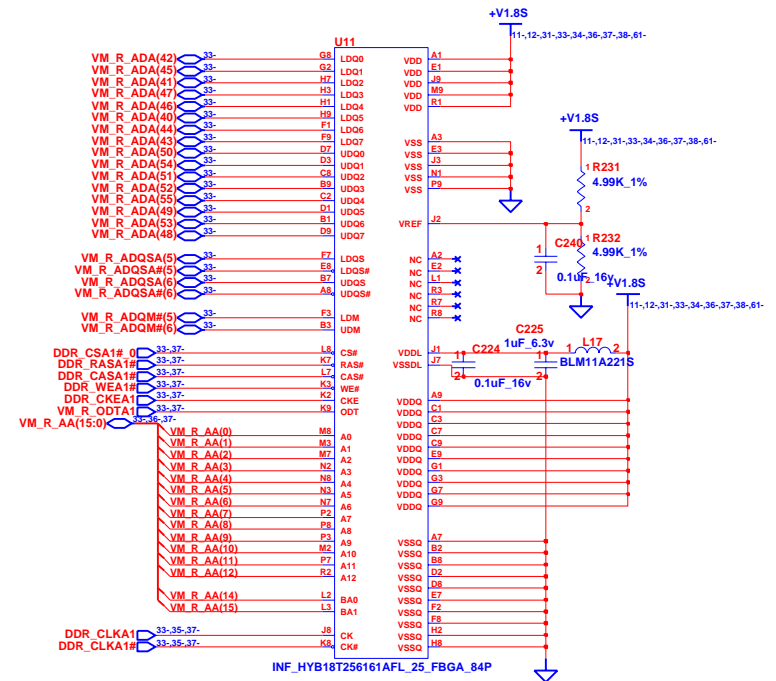 +V1.8S
11-,12-,31-,33-,34-,36-,37-,38-,61-
U11
VM_R_ADA(42) 33- G8 LDQ0 VDD A1
VM_R_ADA(45) 33- G2 LDQ1 VDD E1
VM_R_ADA(41) 33- H7 LDQ2 VDD J9
VM_R_ADA(47) 33- H3 LDQ3 VDD M9
VM_R_ADA(46) 33- H1 LDQ4 VDD R1
VM_R_ADA(40) 33- H9 LDQ5
VM_R_ADA(44) 33- F1 LDQ6
VM_R_ADA(43) 33- F9 LDQ7 VSS A3
VM_R_ADA(50) 33- D7 UDQ0 VSS E3
VM_R_ADA(54) 33- D3 UDQ1 VSS J3
VM_R_ADA(51) 33- C8 UDQ2 VSS N1
VM_R_ADA(52) 33- B9 UDQ3 VSS P9
VM_R_ADA(55) 33- C2 UDQ4
VM_R_ADA(49) 33- D1 UDQ5
VM_R_ADA(53) 33- B1 UDQ6 VREF J2
VM_R_ADA(48) 33- D9 UDQ7
+V1.8S
11-,12-,31-,33-,34-,36-,37-,38-,61-
1 R231
4.99K_1%
2
1 R232
4.99K_1%
2
C240
1
2
0.1uF_16v
VM_R_ADQSA(5) 33- F7 LDQS NC A2
VM_R_ADQSA#(5) 33- E8 LDQS# NC E2
VM_R_ADQSA(6) 33- B7 UDQS NC L1
VM_R_ADQSA#(6) 33- A8 UDQS# NC R3
NC R7
VM_R_ADQM#(5) 33- F3 LDM NC R8
VM_R_ADQM#(6) 33- B3 UDM
+V1.8S
11-,12-,31-,33-,34-,36-,37-,38-,61-
C225
1uF_6.3v
1
2
L17
1 2
BLM11A221S
C224
1
2
0.1uF_16v
DDR_CSA1#_0 33-,37- L8 CS# VDDL J1
DDR_RASA1# 33-,37- K7 RAS# VSSDL J7
DDR_CASA1# 33-,37- L7 CAS#
DDR_WEA1# 33-,37- K3 WE#
DDR_CKEA1 33-,37- K2 CKE VDDQ A9
VM_R_ODTA1 33-,37- K9 ODT VDDQ C1
VM_R_AA(15:0) 33-,36-,37- VDDQ C3
VM_R_AA(0) M8 A0 VDDQ C7
VM_R_AA(1) M3 A1 VDDQ C9
VM_R_AA(2) M7 A2 VDDQ E9
VM_R_AA(3) N2 A3 VDDQ G1
VM_R_AA(4) N8 A4 VDDQ G3
VM_R_AA(5) N3 A5 VDDQ G7
VM_R_AA(6) N7 A6 VDDQ G9
VM_R_AA(7) P2 A7
VM_R_AA(8) P8 A8
VM_R_AA(9) P3 A9 VSSQ A7
VM_R_AA(10) M2 A10 VSSQ B2
VM_R_AA(11) P7 A11 VSSQ B8
VM_R_AA(12) R2 A12 VSSQ D2
VSSQ D8
VM_R_AA(14) L2 BA0 VSSQ E7
VM_R_AA(15) L3 BA1 VSSQ F2
VSSQ F8
DDR_CLKA1 33-,35-,37- J8 CK VSSQ H2
DDR_CLKA1# 33-,35-,37- K8 CK# VSSQ H8
INF_HYB18T256161AFL_25_FBGA_84P